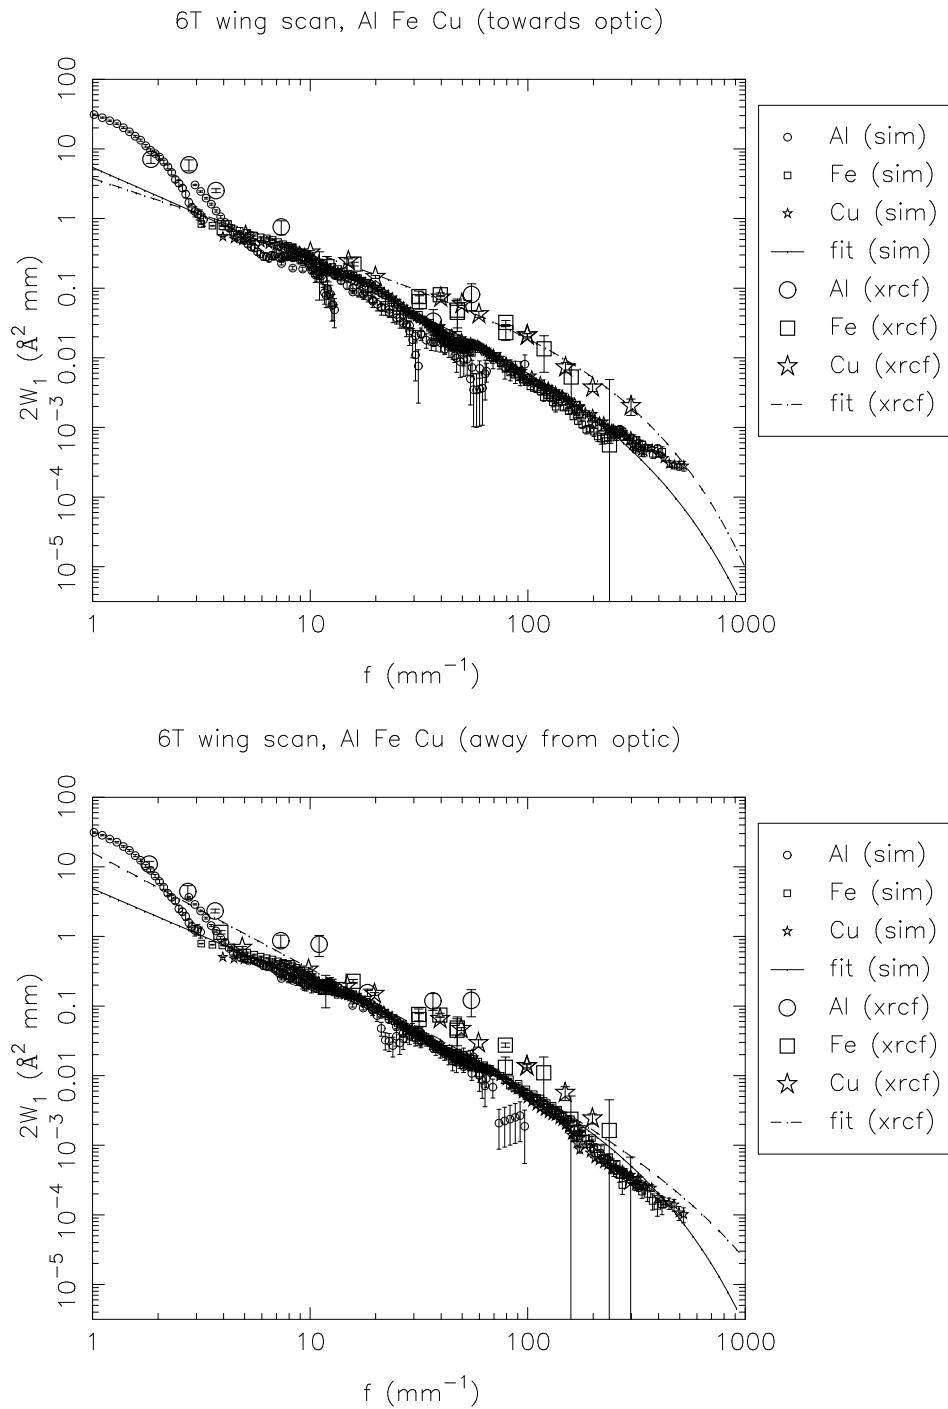 6T wing scan, Al Fe Cu (towards optic)
100
10
1
0.1
0.01
10⁻³
10⁻⁴
10⁻⁵
2W₁ (Å² mm)
1 10 100 1000
f (mm⁻¹)
Al (sim)
Fe (sim)
Cu (sim)
fit (sim)
Al (xrcf)
Fe (xrcf)
Cu (xrcf)
fit (xrcf)
6T wing scan, Al Fe Cu (away from optic)
100
10
1
0.1
0.01
10⁻³
10⁻⁴
10⁻⁵
2W₁ (Å² mm)
1 10 100 1000
f (mm⁻¹)
Al (sim)
Fe (sim)
Cu (sim)
fit (sim)
Al (xrcf)
Fe (xrcf)
Cu (xrcf)
fit (xrcf)